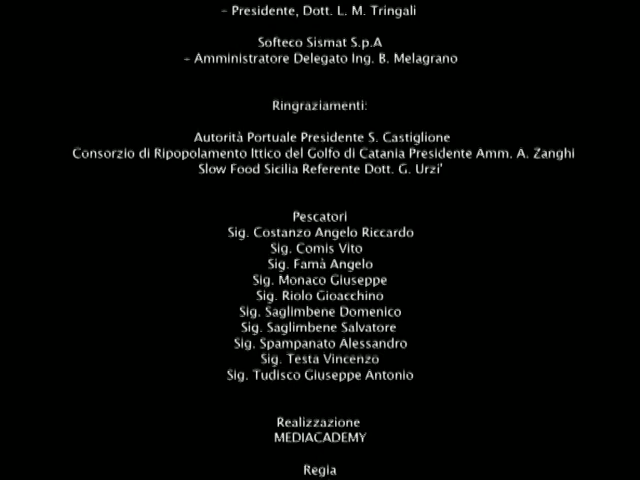 - Presidente, Dott. L. M. Tringali
Softeco Sismat S.p.A
- Amministratore Delegato Ing. B. Melagrano
Ringraziamenti:
Autorità Portuale Presidente S. Castiglione
Consorzio di Ripopolamento Ittico del Golfo di Catania Presidente Amm. A. Zanghi
Slow Food Sicilia Referente Dott. G. Urzi'
Pescatori
Sig. Costanzo Angelo Riccardo
Sig. Comis Vito
Sig. Famà Angelo
Sig. Monaco Giuseppe
Sig. Riolo Gioacchino
Sig. Saglimbene Domenico
Sig. Saglimbene Salvatore
Sig. Spampanato Alessandro
Sig. Testa Vincenzo
Sig. Tudisco Giuseppe Antonio
Realizzazione
MEDIACADEMY
Regia